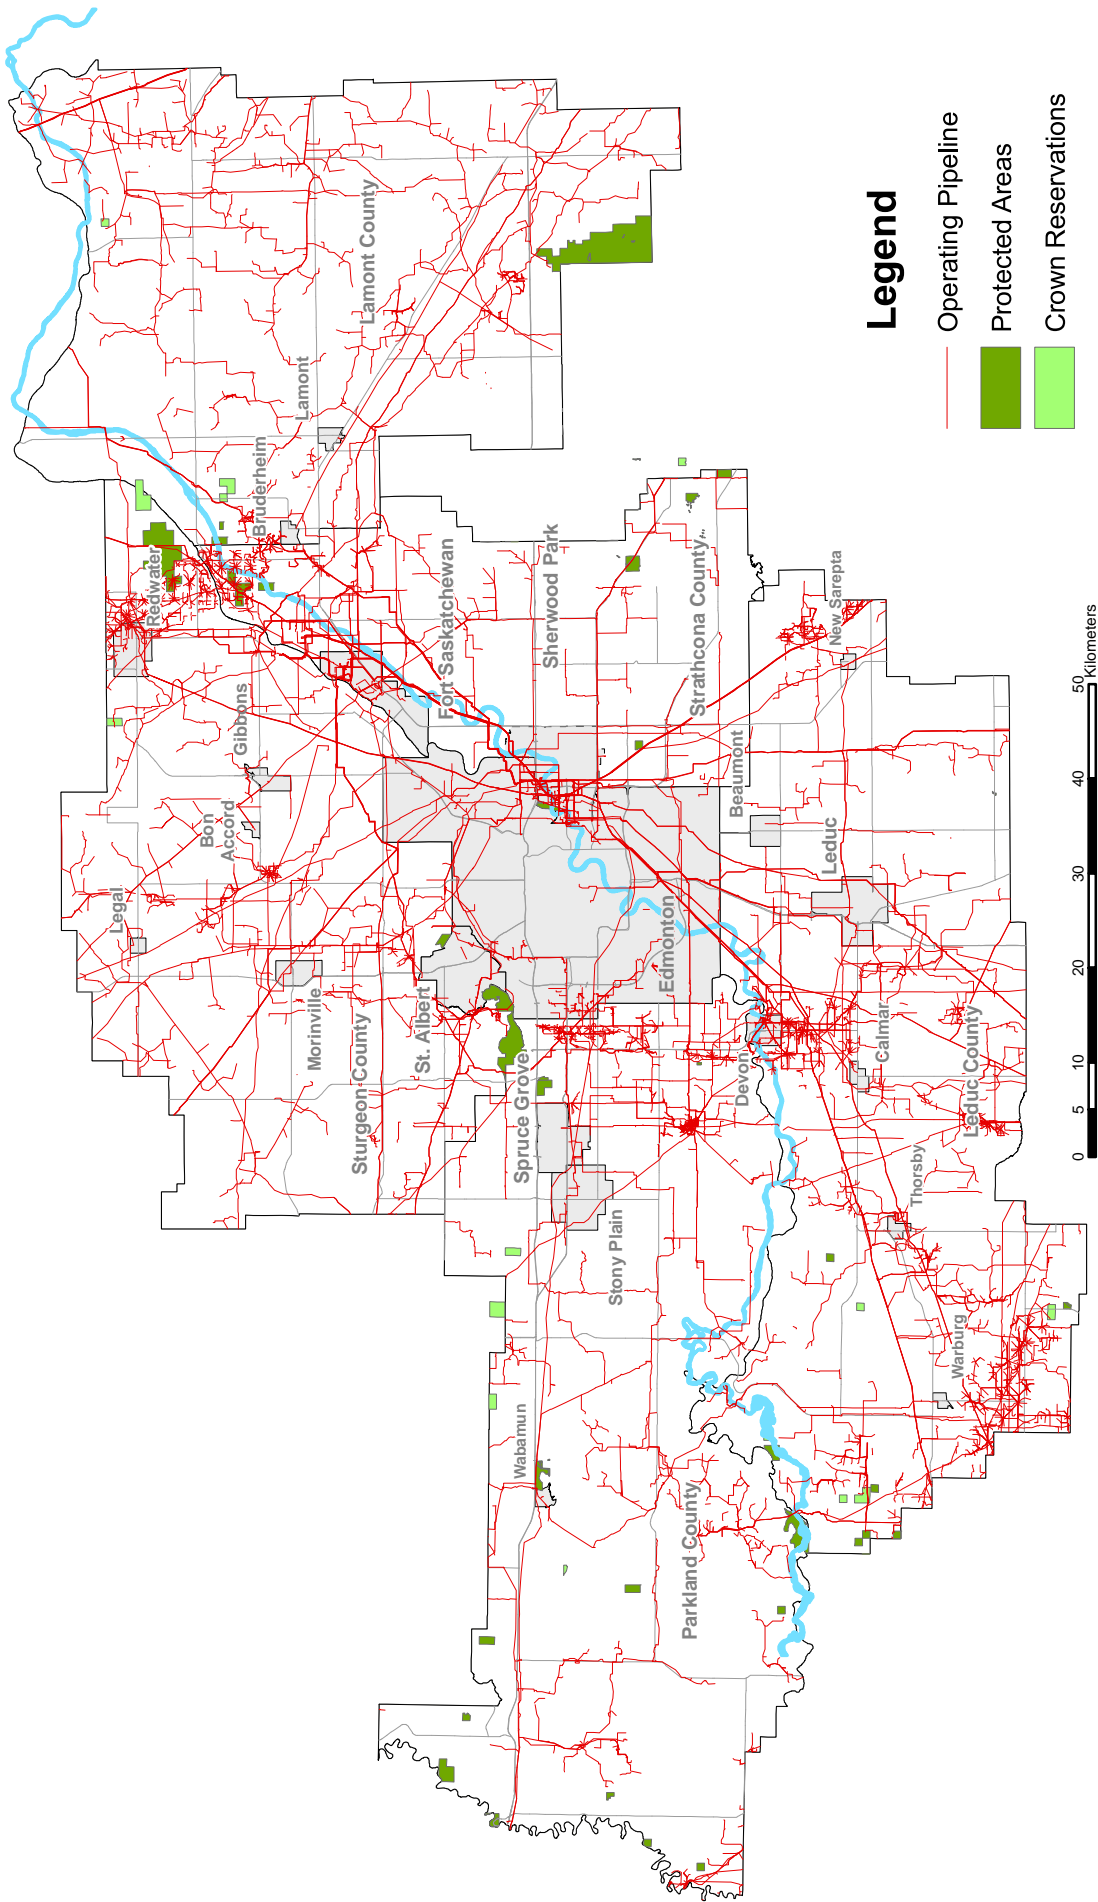 Redwater
Legal
Gibbons
Bon
Accord
Bruderheim
Lamont
Lamont County
Morinville
Sturgeon County
St. Albert
Fort Saskatchewan
Spruce Grove
Sherwood Park
Wabamun
Stony Plain
Edmonton
Strathcona County
Parkland County
Devon
Beaumont
New Sarepta
Leduc
Calmar
Thorsby
Leduc County
Warburg
Legend
Operating Pipeline
Protected Areas
Crown Reservations
0 5 10 20 30 40 50
Kilometers